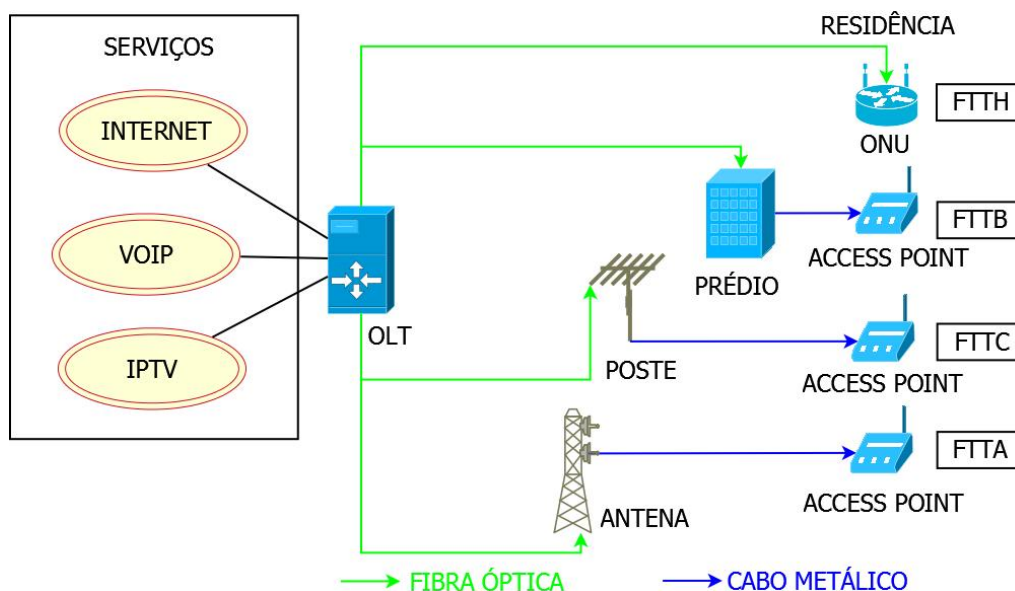 SERVIÇOS
INTERNET
VOIP
IPTV
OLT
RESIDÊNCIA
ONU
FTTH
PRÉDIO
ACCESS POINT
FTTB
POSTE
ACCESS POINT
FTTC
ANTENA
ACCESS POINT
FTTA
FIBRA ÓPTICA
CABO METÁLICO